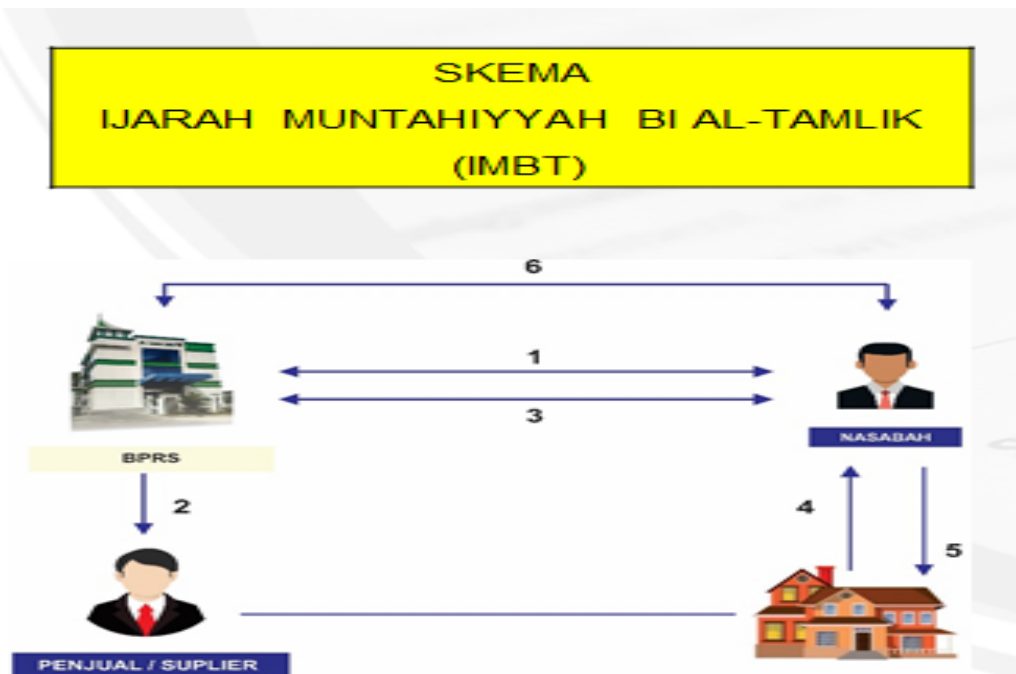 SKEMA
IJARAH MUNTAHIYYAH BI AL-TAMLIK
(IMBT)
6
1
3
BPRS
NASABAH
2
4
5
PENJUAL / SUPLIER